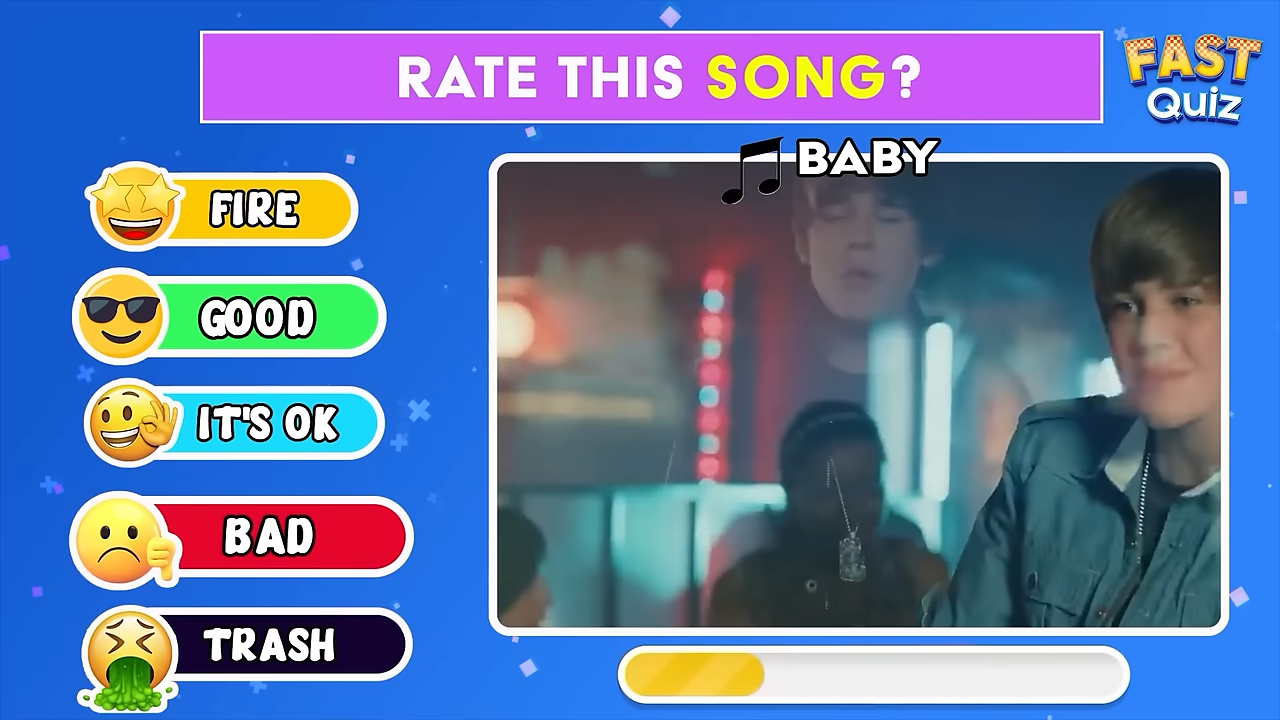 RATE THIS SONG?
FAST
Quiz
BABY
FIRE
GOOD
IT'S OK
BAD
TRASH